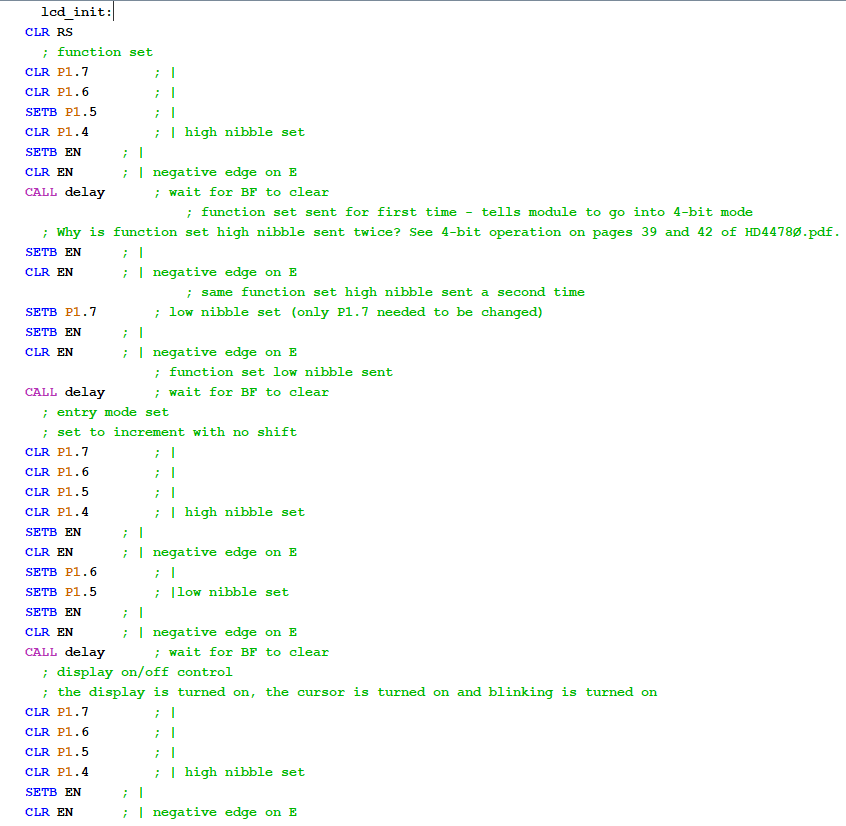 lcd_init:
CLR RS
; function set
CLR P1.7 ; |
CLR P1.6 ; |
SETB P1.5 ; |
CLR P1.4 ; | high nibble set
SETB EN ; |
CLR EN ; | negative edge on E
CALL delay ; wait for BF to clear
; function set sent for first time - tells module to go into 4-bit mode
; Why is function set high nibble sent twice? See 4-bit operation on pages 39 and 42 of HD44780.pdf.
SETB EN ; |
CLR EN ; | negative edge on E
; same function set high nibble sent a second time
SETB P1.7 ; low nibble set (only P1.7 needed to be changed)
SETB EN ; |
CLR EN ; | negative edge on E
; function set low nibble sent
CALL delay ; wait for BF to clear
; entry mode set
; set to increment with no shift
CLR P1.7 ; |
CLR P1.6 ; |
CLR P1.5 ; |
CLR P1.4 ; | high nibble set
SETB EN ; |
CLR EN ; | negative edge on E
SETB P1.6 ; |
SETB P1.5 ; |low nibble set
SETB EN ; |
CLR EN ; | negative edge on E
CALL delay ; wait for BF to clear
; display on/off control
; the display is turned on, the cursor is turned on and blinking is turned on
CLR P1.7 ; |
CLR P1.6 ; |
CLR P1.5 ; |
CLR P1.4 ; | high nibble set
SETB EN ; |
CLR EN ; | negative edge on E